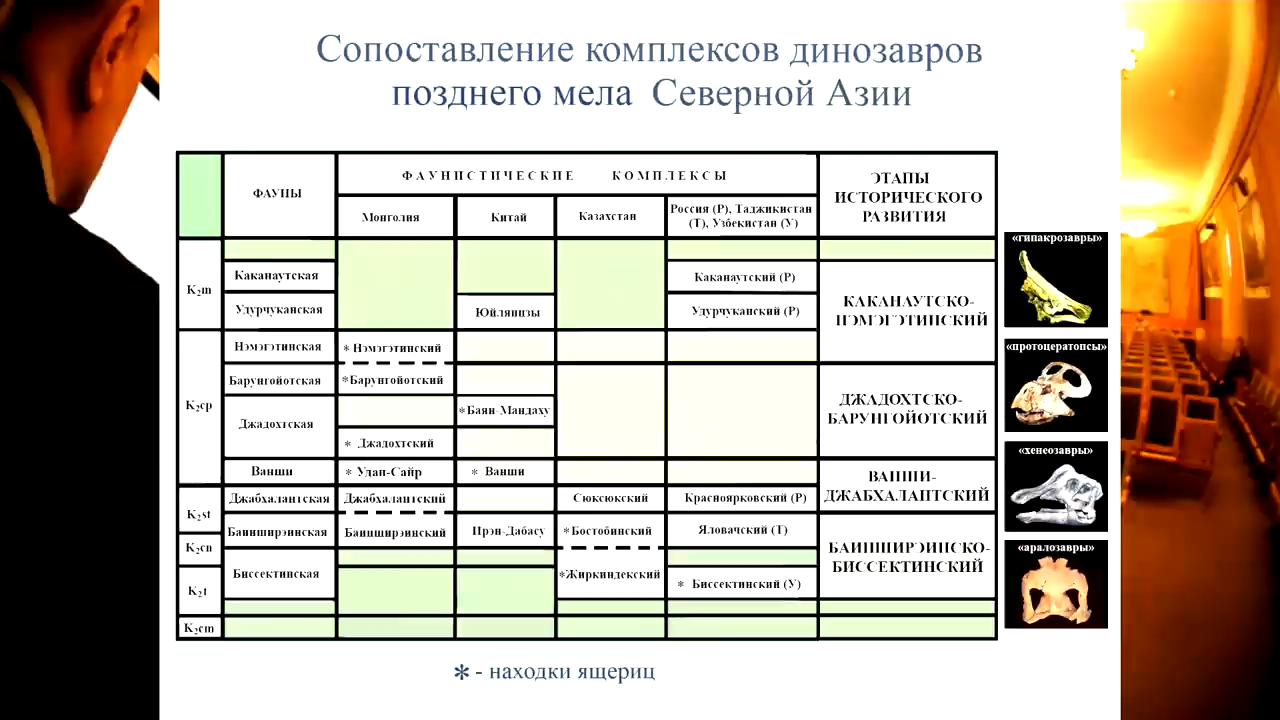 Сопоставление комплексов динозавров
позднего мела Северной Азии
ФАУНЫ
ФАУНИСТИЧЕСКИЕ КОМПЛЕКСЫ
ЭТАПЫ
ИСТОРИЧЕСКОГО
РАЗВИТИЯ
Монголия
Китай
Казахстан
Россия (Р), Таджикистан
(Т), Узбекистан (У)
K₂m
Каканаутская
Каканаутский (Р)
КАКАНАУТСКО-
НЭМЭГЭТИНСКИЙ
Удурчуканская
Юйлянцзы
Удурчуканский (Р)
K₂cp
Нэмэгэтинская
* Нэмэгэтинский
Барунгойотская
*Барунгойотский
ДЖАДОХТСКО-
БАРУНГОЙОТСКИЙ
Джадохтская
*Баян-Мандаху
* Джадохтский
Ванши
* Удан-Сайр
* Ванши
ВАНШИ-
ДЖАБХАЛАНТСКИЙ
K₂st
Джабхалантская
Джабхалантский
Сюксюкский
Красноярковский (Р)
Баинширэинская
Баинширэинский
Ирэн-Дабасу
*Бостобинский
Яловачский (Т)
БАИНШИРЭИНСКО-
БИССЕКТИНСКИЙ
K₂cn
Биссектинская
*Жиркиндекский
* Биссектинский (У)
K₂t
K₂cm
«гипакрозавры»
«протоцератопсы»
«хенеозавры»
«аралозавры»
* - находки ящериц